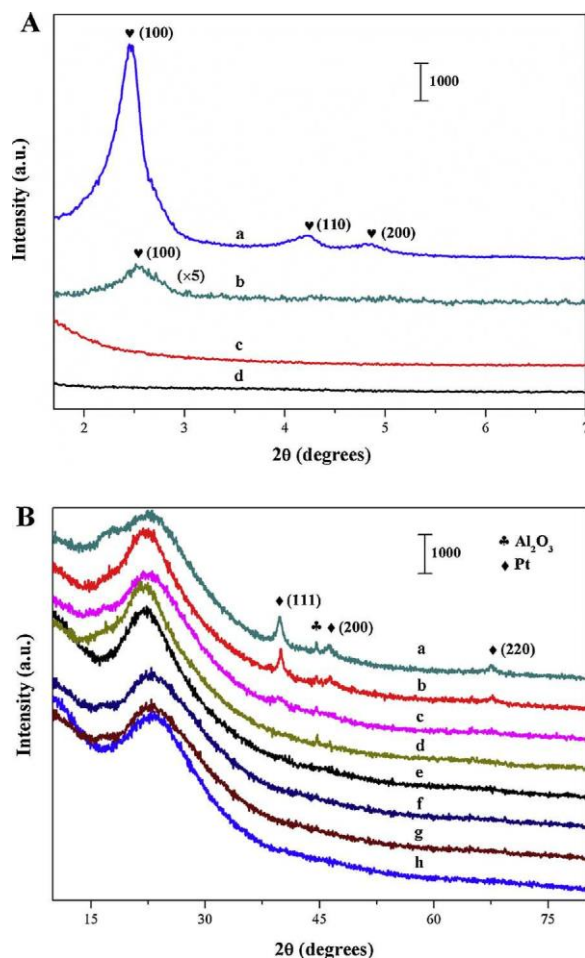 A
♥ (100)
1000
Intensity (a.u.)
♥ (110)
♥ (200)
a
♥ (100)
(×5)
b
c
d
2 3 4 5 6 7
2θ (degrees)
B
1000
♣ Al₂O₃
♦ Pt
Intensity (a.u.)
♦ (111)
♣ ♦ (200)
♦ (220)
a
b
c
d
e
f
g
h
15 30 45 60 75
2θ (degrees)